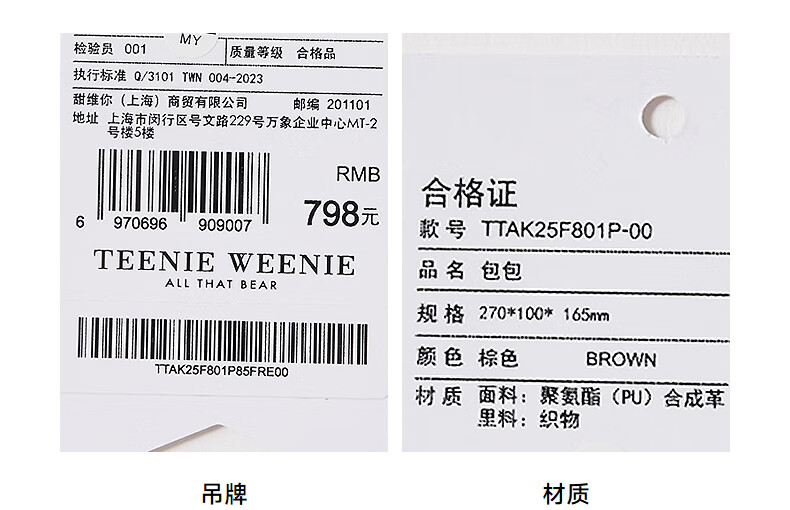 MY
检验员 001 质量等级 合格品
执行标准 Q/3101 TWN 004-2023
甜维你（上海）商贸有限公司 邮编 201101
地址 上海市闵行区号文路229号万象企业中心MT-2
号楼5楼
RMB
798元
6 970696 909007
TEENIE WEENIE
ALL THAT BEAR
TTAK25F801P85FRE00
吊牌
合格证
款号 TTAK25F801P-00
品名 包包
规格 270*100* 165mm
颜色 棕色 BROWN
材质 面料：聚氨酯（PU）合成革
里料：织物
材质